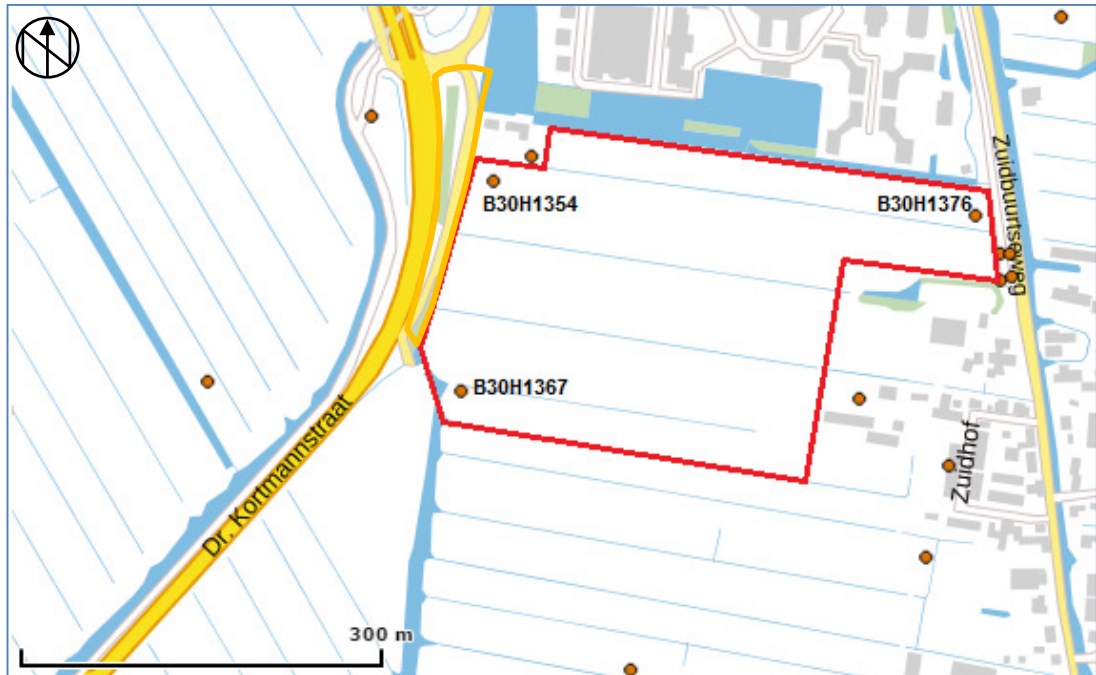 Zuidbuurtseweg
B30H1354
B30H1376
B30H1367
Dr. Kortmannstraat
Zuidhof
300 m